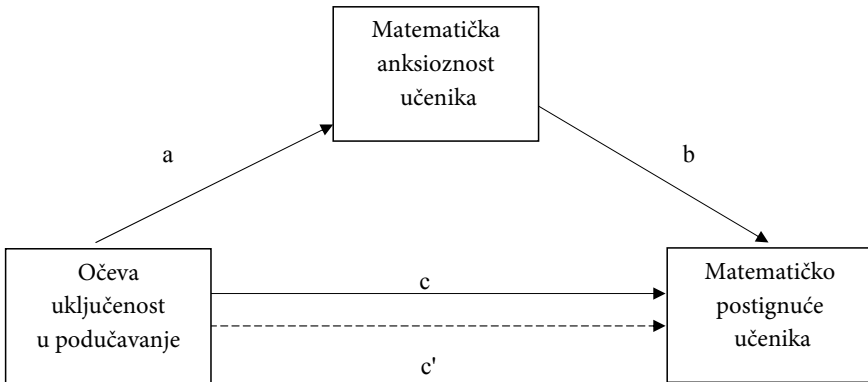 Matematička
anksioznost
učenika
a
b
Očeva
uključenost
u podučavanje
c
c'
Matematičko
postignuće
učenika